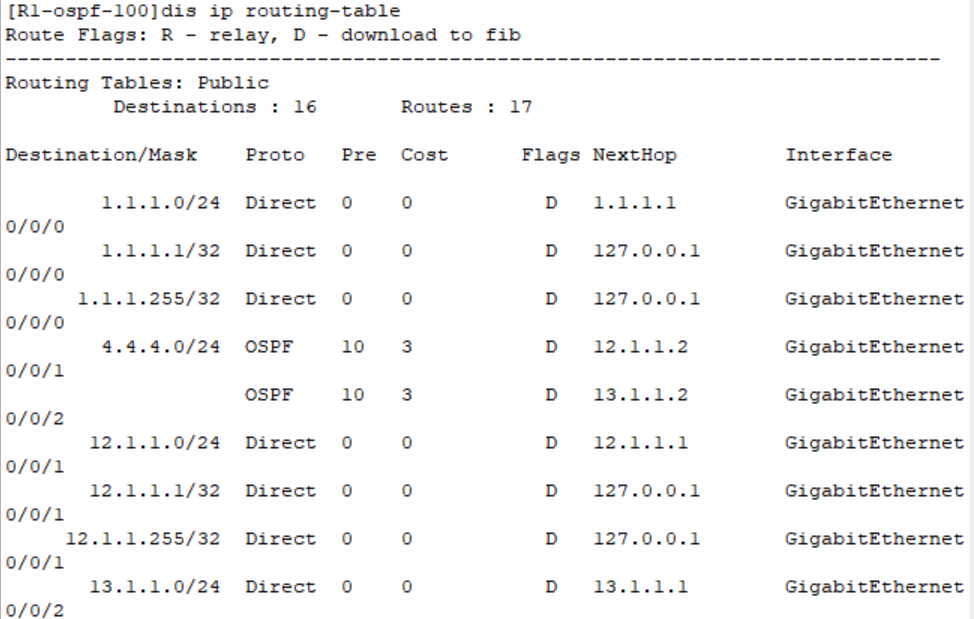 [R1-ospf-100]dis ip routing-table
Route Flags: R - relay, D - download to fib
------------------------------------------------------------------------------
Routing Tables: Public
         Destinations : 16       Routes : 17

Destination/Mask    Proto   Pre  Cost      Flags NextHop         Interface

        1.1.1.0/24  Direct  0    0           D   1.1.1.1         GigabitEthernet
0/0/0
        1.1.1.1/32  Direct  0    0           D   127.0.0.1       GigabitEthernet
0/0/0
      1.1.1.255/32  Direct  0    0           D   127.0.0.1       GigabitEthernet
0/0/0
        4.4.4.0/24  OSPF    10   3           D   12.1.1.2        GigabitEthernet
0/0/1
                    OSPF    10   3           D   13.1.1.2        GigabitEthernet
0/0/2
       12.1.1.0/24  Direct  0    0           D   12.1.1.1        GigabitEthernet
0/0/1
       12.1.1.1/32  Direct  0    0           D   127.0.0.1       GigabitEthernet
0/0/1
     12.1.1.255/32  Direct  0    0           D   127.0.0.1       GigabitEthernet
0/0/1
       13.1.1.0/24  Direct  0    0           D   13.1.1.1        GigabitEthernet
0/0/2